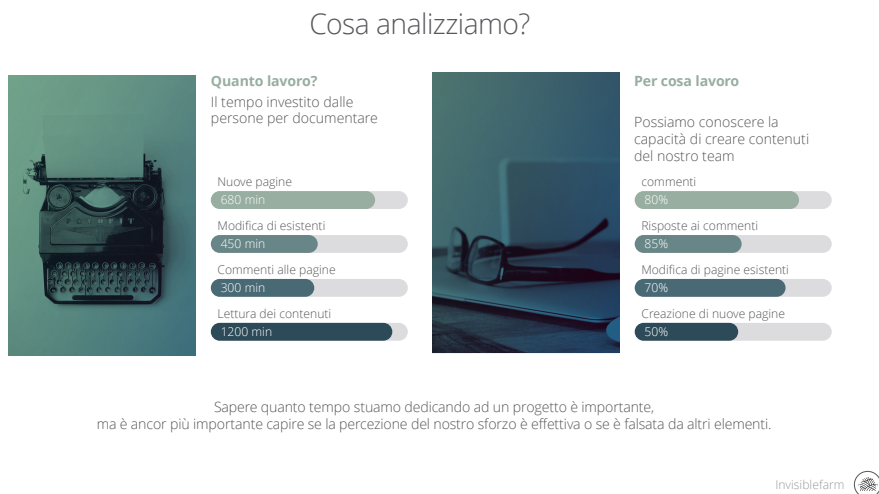 Cosa analizziamo?
Quanto lavoro?
Il tempo investito dalle
persone per documentare
Nuove pagine
680 min
Modifica di esistenti
450 min
Commenti alle pagine
300 min
Lettura dei contenuti
1200 min
Per cosa lavoro
Possiamo conoscere la
capacità di creare contenuti
del nostro team
commenti
80%
Risposte ai commenti
85%
Modifica di pagine esistenti
70%
Creazione di nuove pagine
50%
Sapere quanto tempo stuamo dedicando ad un progetto è importante,
ma è ancor più importante capire se la percezione del nostro sforzo è effettiva o se è falsata da altri elementi.
Invisiblefarm